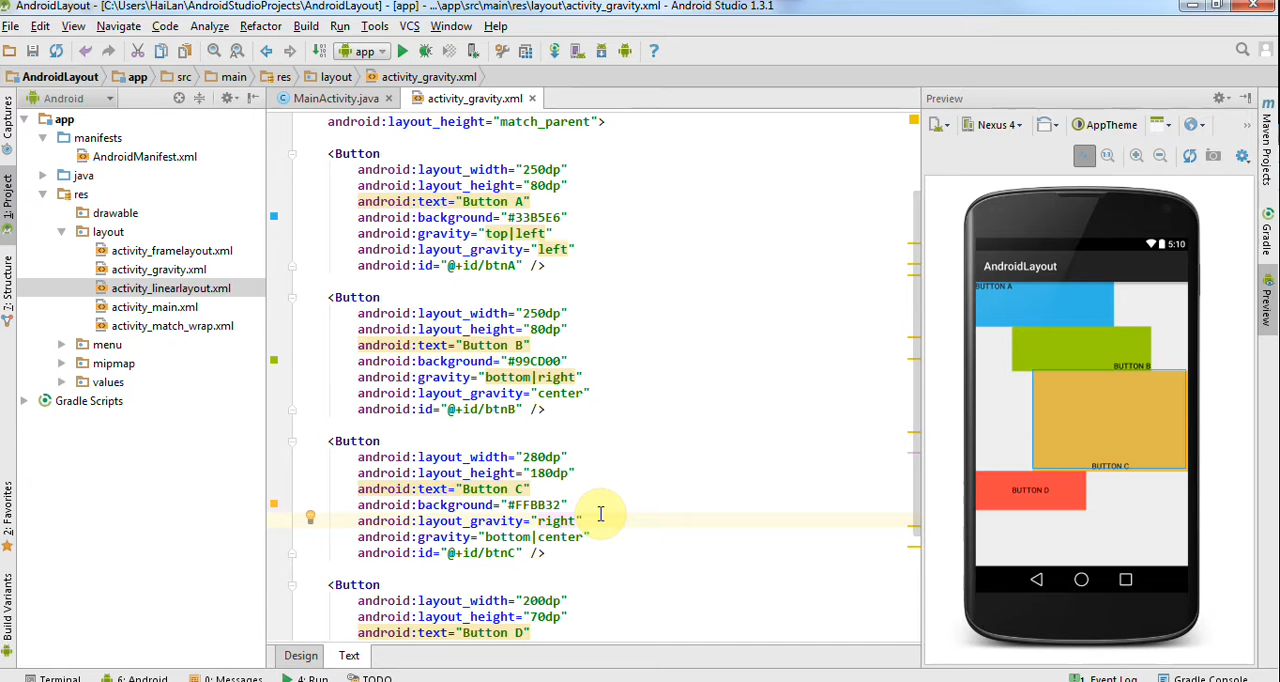 AndroidLayout - [C:\Users\HaiLan\AndroidStudioProjects\AndroidLayout] - [app] - ...\app\src\main\res\layout\activity_gravity.xml - Android Studio 1.3.1
File Edit View Navigate Code Analyze Refactor Build Run Tools VCS Window Help
app
AndroidLayout app src main res layout activity_gravity.xml
Android
MainActivity.java activity_gravity.xml
Preview
Captures
1: Project
7: Structure
2: Favorites
Build Variants
app
manifests
AndroidManifest.xml
java
res
drawable
layout
activity_framelayout.xml
activity_gravity.xml
activity_linearlayout.xml
activity_main.xml
activity_match_wrap.xml
menu
mipmap
values
Gradle Scripts
android:layout_height="match_parent">
<Button
android:layout_width="250dp"
android:layout_height="80dp"
android:text="Button A"
android:background="#33B5E6"
android:gravity="top|left"
android:layout_gravity="left"
android:id="@+id/btnA" />
<Button
android:layout_width="250dp"
android:layout_height="80dp"
android:text="Button B"
android:background="#99CD00"
android:gravity="bottom|right"
android:layout_gravity="center"
android:id="@+id/btnB" />
<Button
android:layout_width="280dp"
android:layout_height="180dp"
android:text="Button C"
android:background="#FFBB32"
android:layout_gravity="right"
android:gravity="bottom|center"
android:id="@+id/btnC" />
<Button
android:layout_width="200dp"
android:layout_height="70dp"
android:text="Button D"
Design Text
Nexus 4 AppTheme
5:10
AndroidLayout
BUTTON A
BUTTON B
BUTTON C
BUTTON D
Maven Projects
Gradle
Preview
Terminal 6: Android 0: Messages 4: Run TODO
1 Event Log Gradle Console